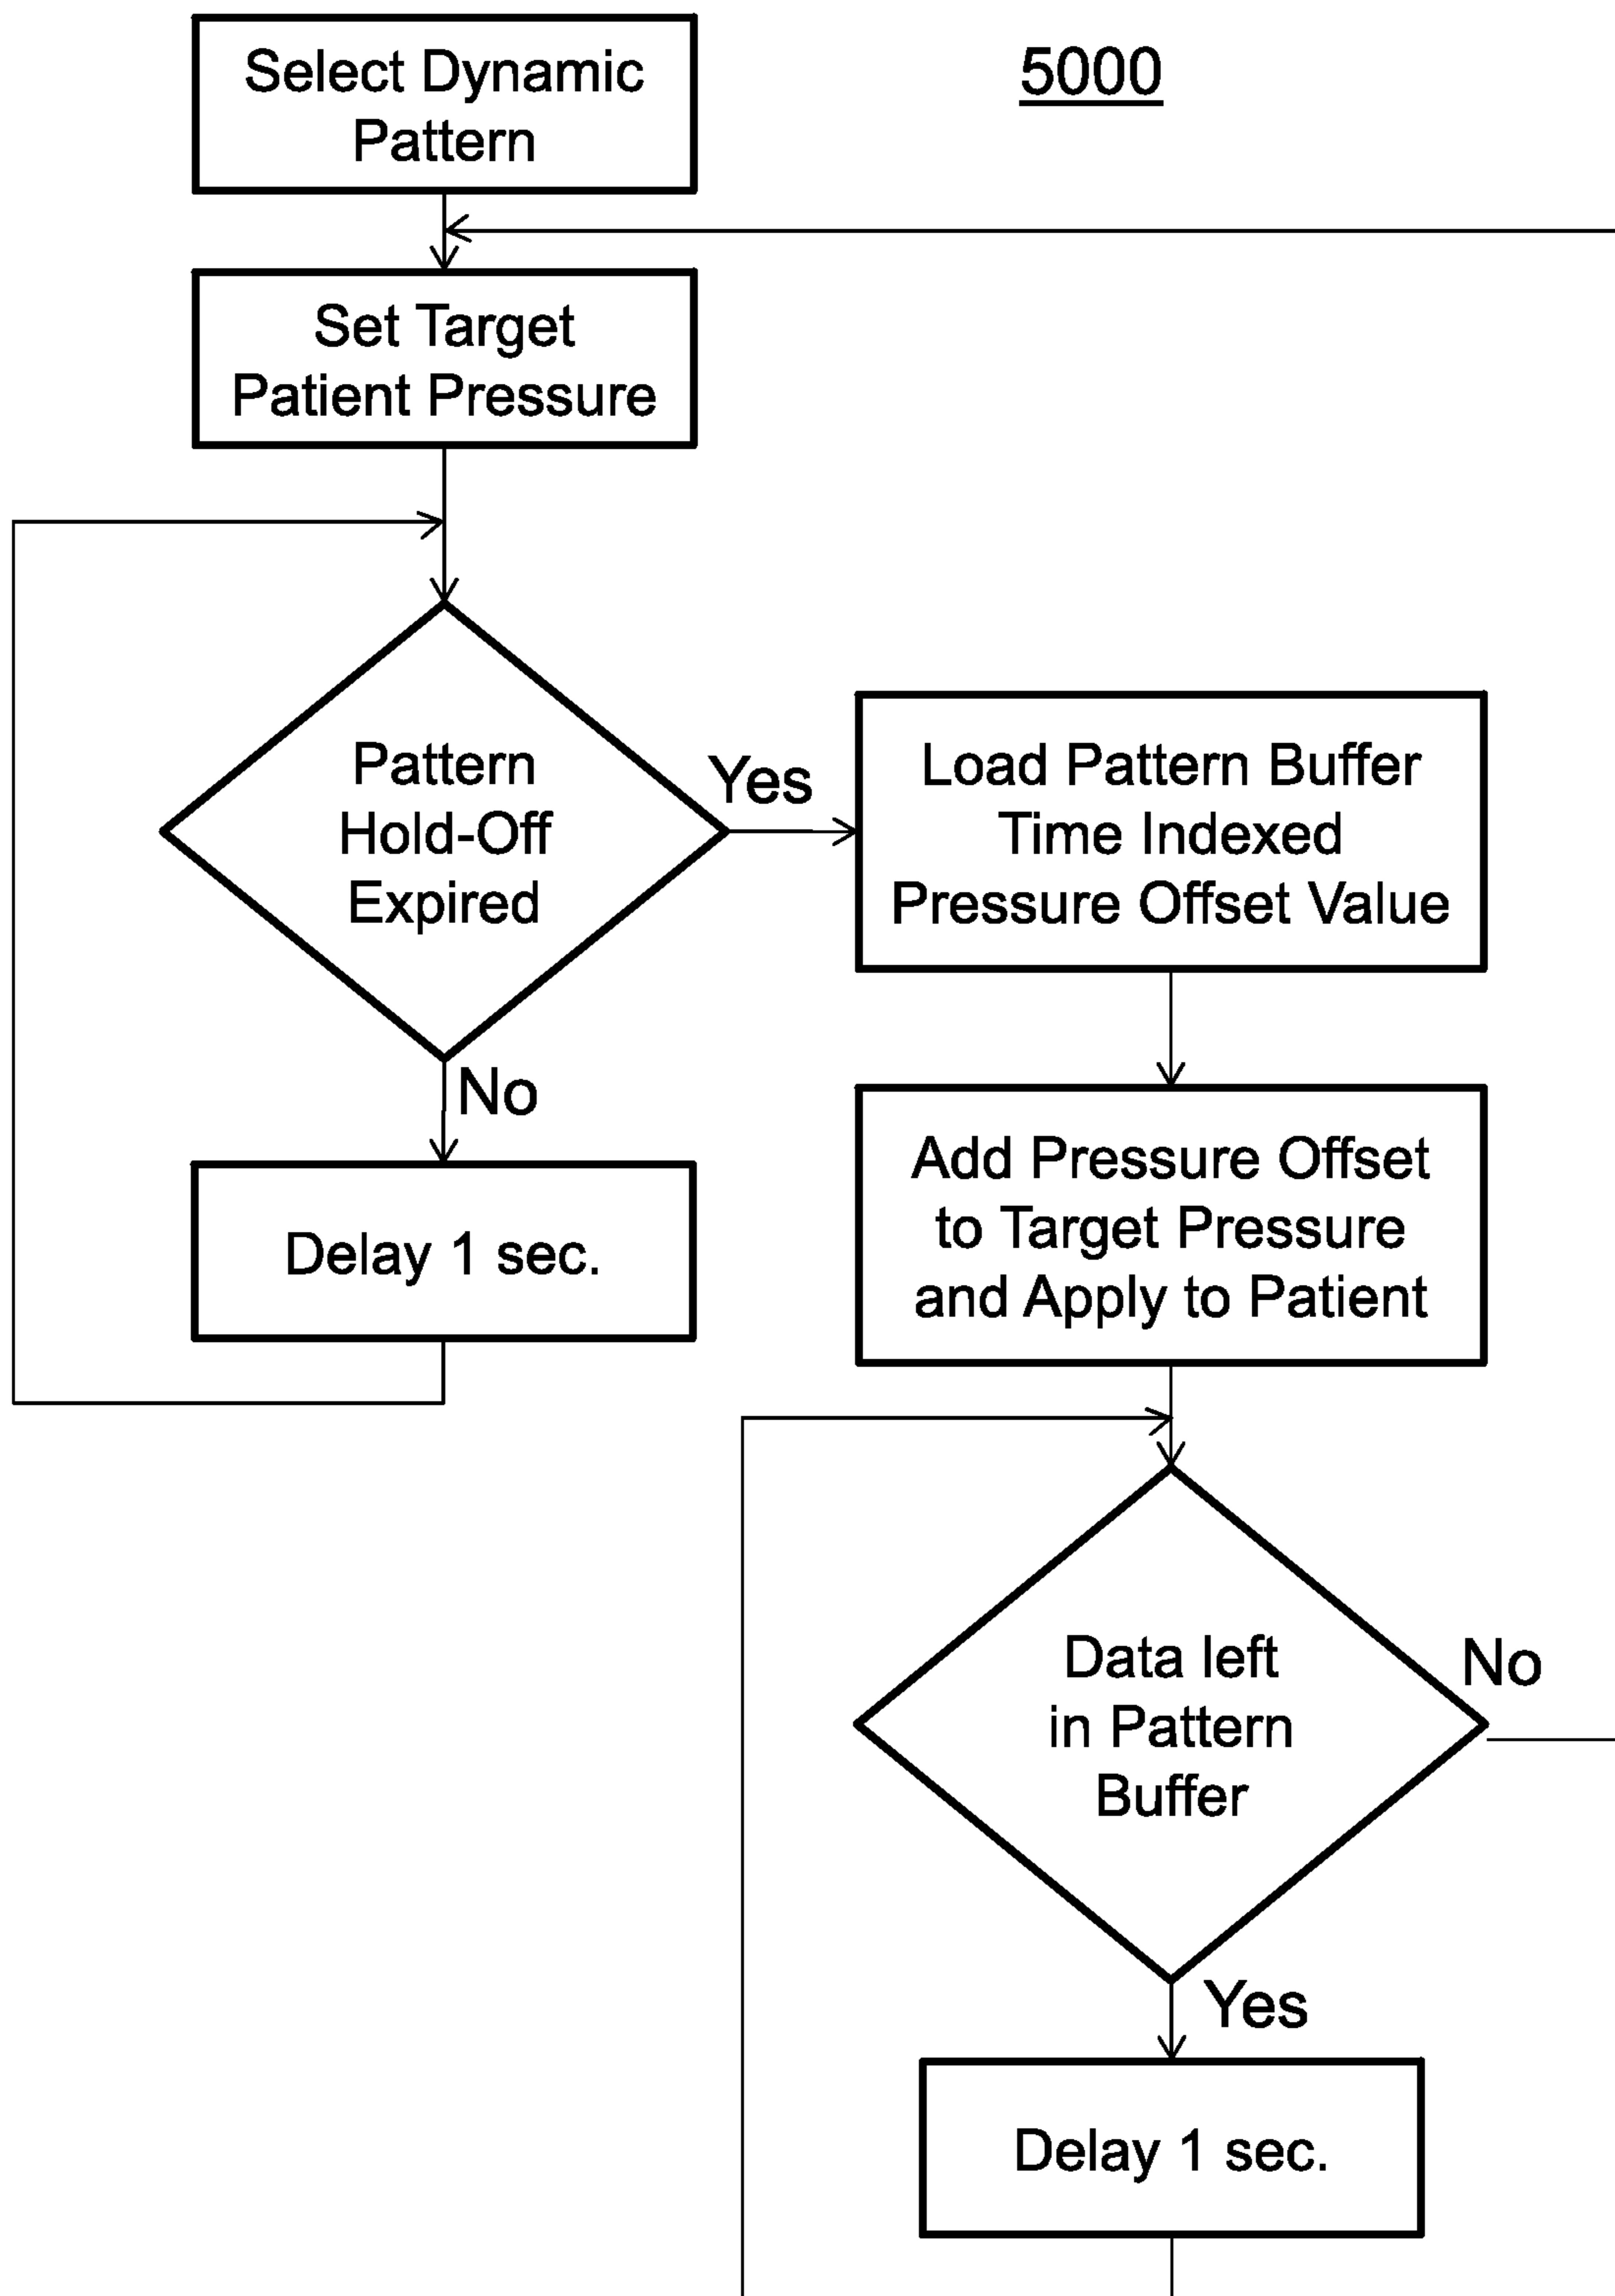 Select Dynamic
Pattern
5000
Set Target
Patient Pressure
Pattern
Hold-Off
Expired
Yes
Load Pattern Buffer
Time Indexed
Pressure Offset Value
No
Delay 1 sec.
Add Pressure Offset
to Target Pressure
and Apply to Patient
Data left
in Pattern
Buffer
No
Yes
Delay 1 sec.